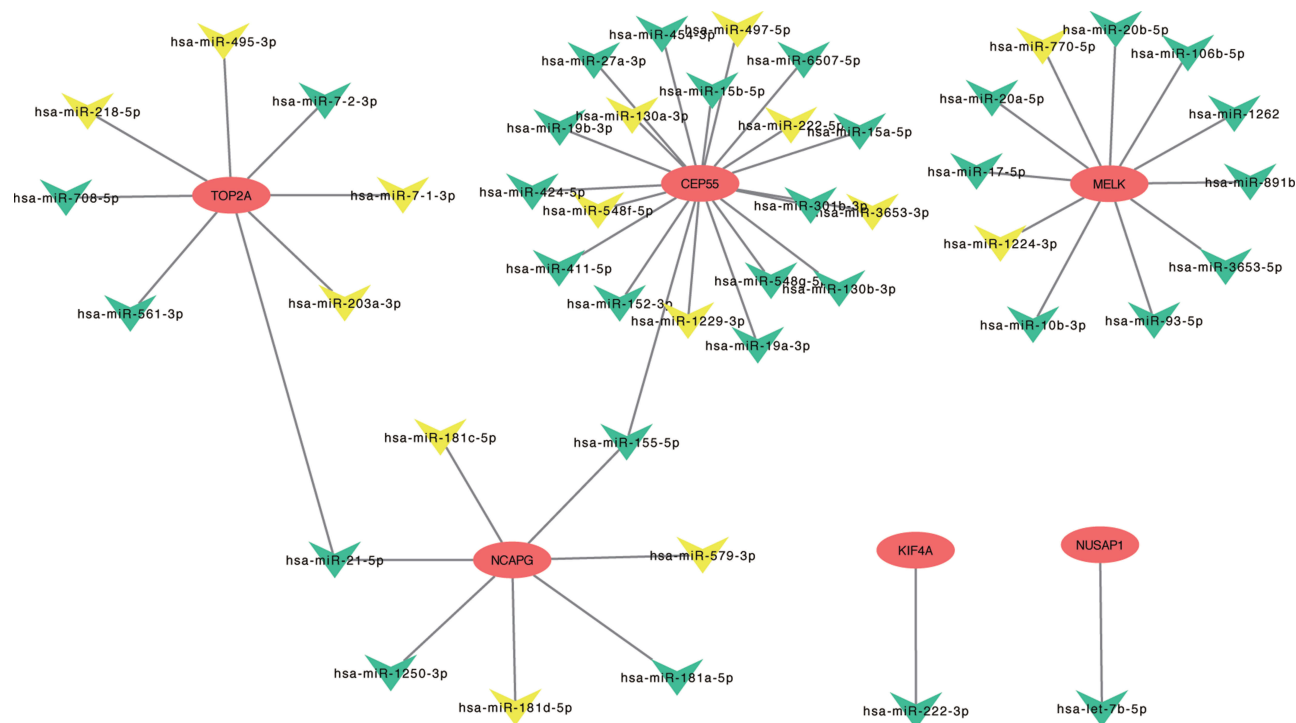 hsa-miR-495-3p
hsa-miR-218-5p
hsa-miR-7-2-3p
hsa-miR-708-5p
TOP2A
hsa-miR-7-1-3p
hsa-miR-561-3p
hsa-miR-203a-3p
hsa-miR-454-3p
hsa-miR-497-5p
hsa-miR-27a-3p
hsa-miR-6507-5p
hsa-miR-15b-5p
hsa-miR-130a-3p
hsa-miR-19b-3p
hsa-miR-222-5p
hsa-miR-15a-5p
CEP55
hsa-miR-424-5p
hsa-miR-548f-5p
hsa-miR-301b-3p
hsa-miR-3653-3p
hsa-miR-411-5p
hsa-miR-548g-5p
hsa-miR-130b-3p
hsa-miR-152-3p
hsa-miR-1229-3p
hsa-miR-19a-3p
hsa-miR-20b-5p
hsa-miR-770-5p
hsa-miR-106b-5p
hsa-miR-20a-5p
hsa-miR-1262
hsa-miR-17-5p
MELK
hsa-miR-891b
hsa-miR-1224-3p
hsa-miR-3653-5p
hsa-miR-10b-3p
hsa-miR-93-5p
hsa-miR-181c-5p
hsa-miR-155-5p
hsa-miR-21-5p
NCAPG
hsa-miR-579-3p
hsa-miR-1250-3p
hsa-miR-181a-5p
hsa-miR-181d-5p
KIF4A
NUSAP1
hsa-miR-222-3p
hsa-let-7b-5p